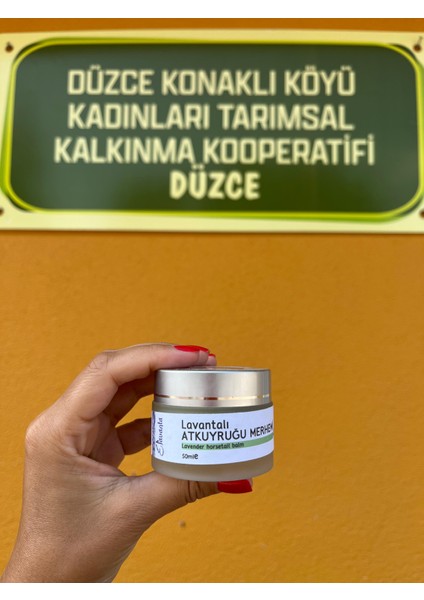 DÜZCE KONAKLI KÖYÜ
KADINLARI TARIMSAL
KALKINMA KOOPERATİFİ
DÜZCE
Lavantalı
ATKUYRUĞU MERHEM
Lavender horsetail balm
50ml℮